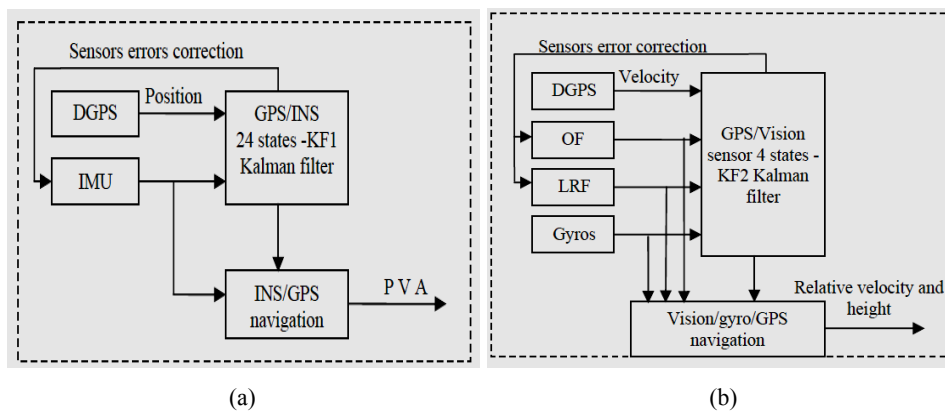 Sensors errors correction
DGPS
Position
GPS/INS
24 states -KF1
Kalman filter
IMU
INS/GPS
navigation
P V A
(a)
Sensors error correction
DGPS
Velocity
GPS/Vision
sensor 4 states -
KF2 Kalman
filter
OF
LRF
Gyros
Vision/gyro/GPS
navigation
Relative velocity and
height
(b)